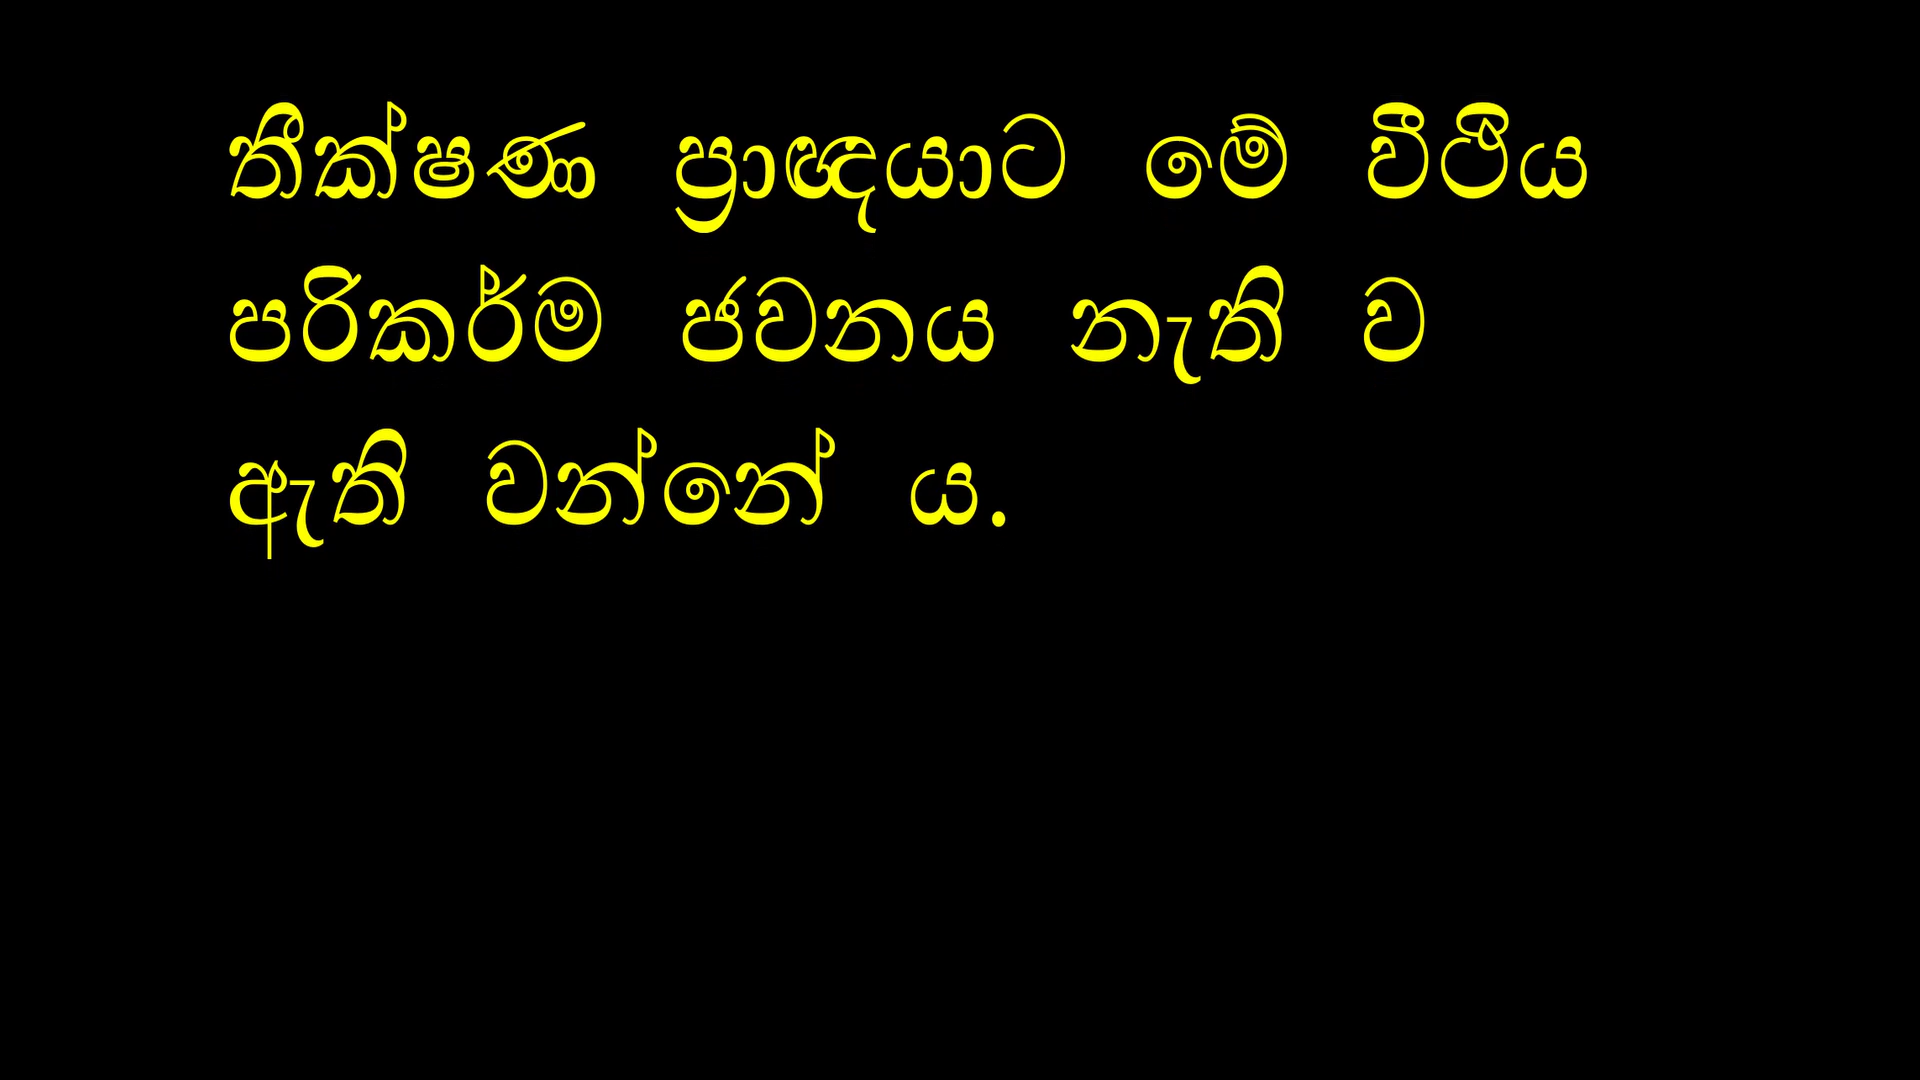 තීක්ෂණ ප්‍රාඥයාට මේ වීථිය
පරිකර්ම ජවනය නැති ව
ඇති වන්නේ ය.